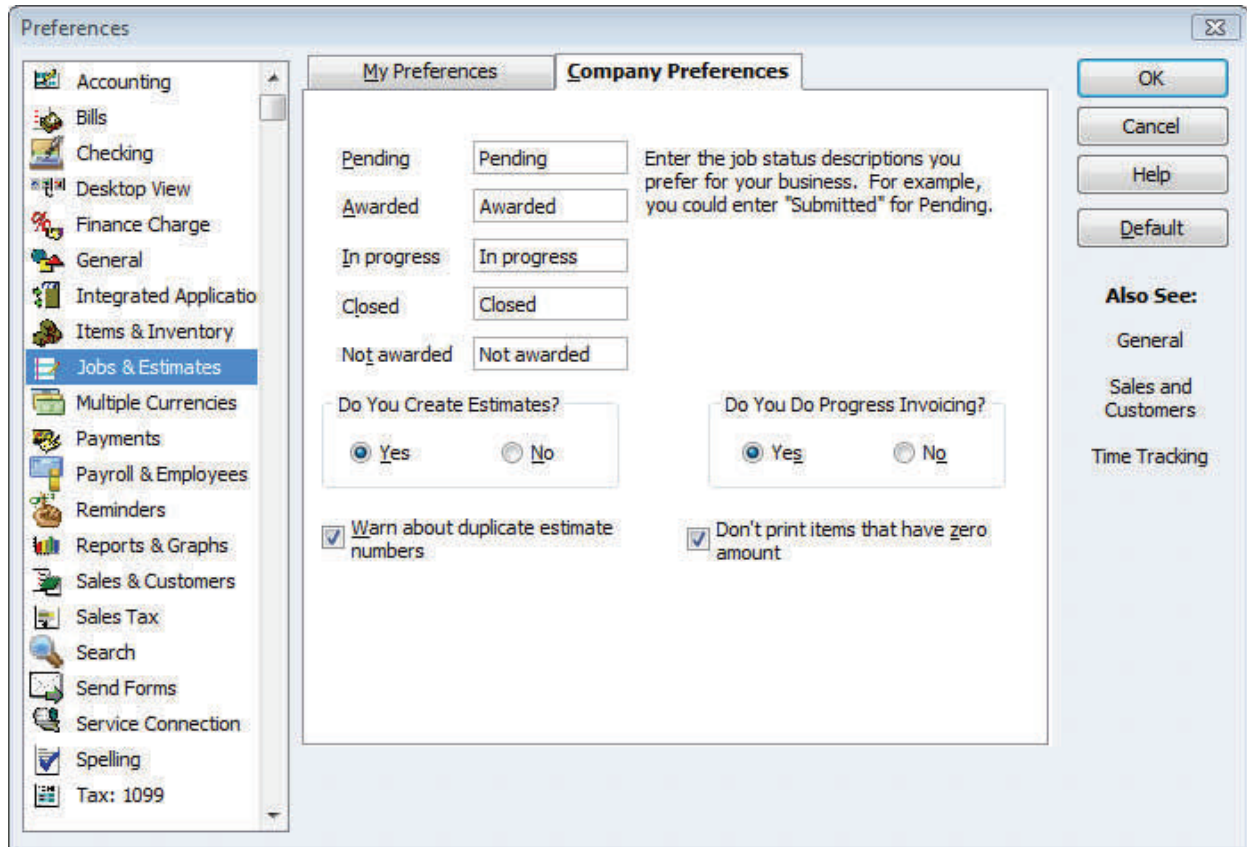 Preferences
Accounting
Bills
Checking
Desktop View
Finance Charge
General
Integrated Applicatio
Items & Inventory
Jobs & Estimates
Multiple Currencies
Payments
Payroll & Employees
Reminders
Reports & Graphs
Sales & Customers
Sales Tax
Search
Send Forms
Service Connection
Spelling
Tax: 1099
My Preferences
Company Preferences
Pending Pending
Awarded Awarded
In progress In progress
Closed Closed
Not awarded Not awarded
Enter the job status descriptions you
prefer for your business. For example,
you could enter "Submitted" for Pending.
Do You Create Estimates?
Yes No
Do You Do Progress Invoicing?
Yes No
Warn about duplicate estimate
numbers
Don't print items that have zero
amount
OK
Cancel
Help
Default
Also See:
General
Sales and
Customers
Time Tracking